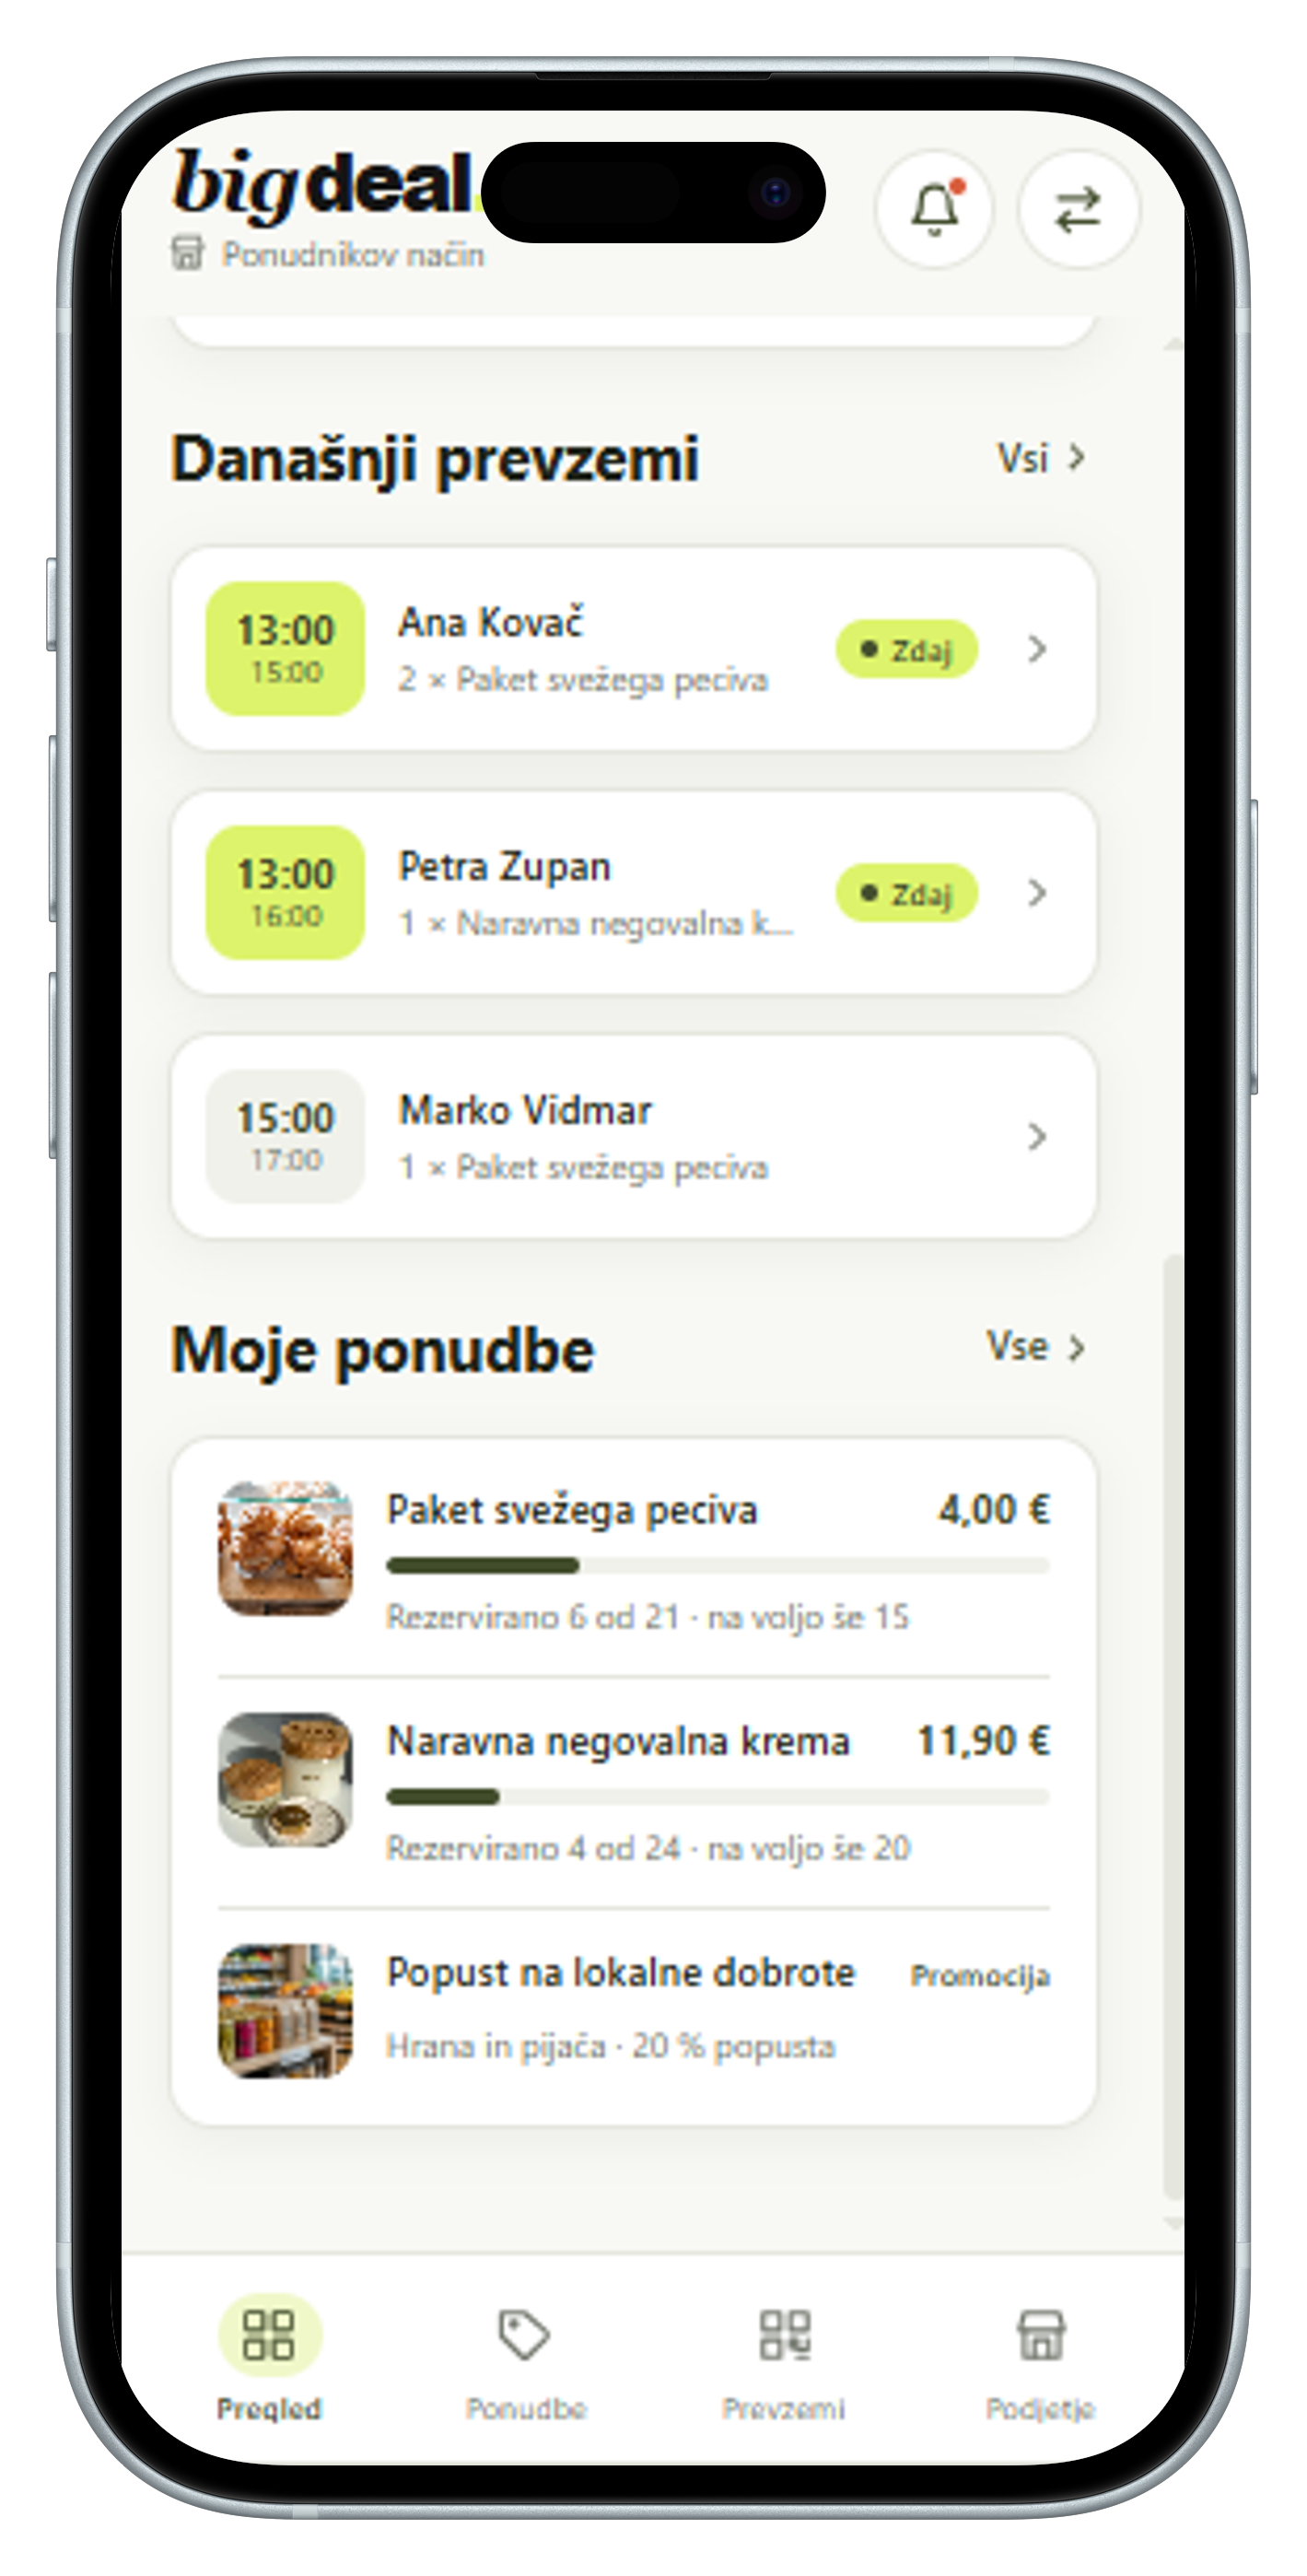 bigdeal.
Ponudnikov način
Današnji prevzemi
Vsi
13:00
15:00
Ana Kovač
2 × Paket svežega peciva
Zdaj
13:00
16:00
Petra Zupan
1 × Naravna negovalna k...
Zdaj
15:00
17:00
Marko Vidmar
1 × Paket svežega peciva
Moje ponudbe
Vse
Paket svežega peciva
4,00 €
Rezervirano 6 od 21 · na voljo še 15
Naravna negovalna krema
11,90 €
Rezervirano 4 od 24 · na voljo še 20
Popust na lokalne dobrote
Promocija
Hrana in pijača · 20 % popusta
Pregled
Ponudbe
Prevzemi
Podjetje